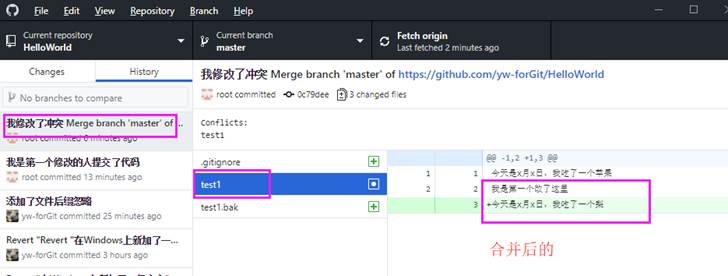 File Edit View Repository Branch Help
Current repository
HelloWorld
Current branch
master
Fetch origin
Last fetched 2 minutes ago
Changes
History
No branches to compare
我修改了冲突 Merge branch 'master' of ...
root committed 6 minutes ago
我是第一个修改的人提交了代码
root committed 13 minutes ago
添加了文件后缀忽略
yw-forGit committed 25 minutes ago
Revert "Revert "在Windows上新加了一...
yw-forGit committed 3 hours ago
我修改了冲突 Merge branch 'master' of https://github.com/yw-forGit/HelloWorld
root committed 0c79dee 3 changed files
Conflicts:
test1
.gitignore
test1
test1.bak
@@ -1,2 +1,3 @@
1 1 今天是x月x日，我吃了一个苹果
2 2 我是第一个改了这里
3 +今天是x月x日，我吃了一个梨
合并后的